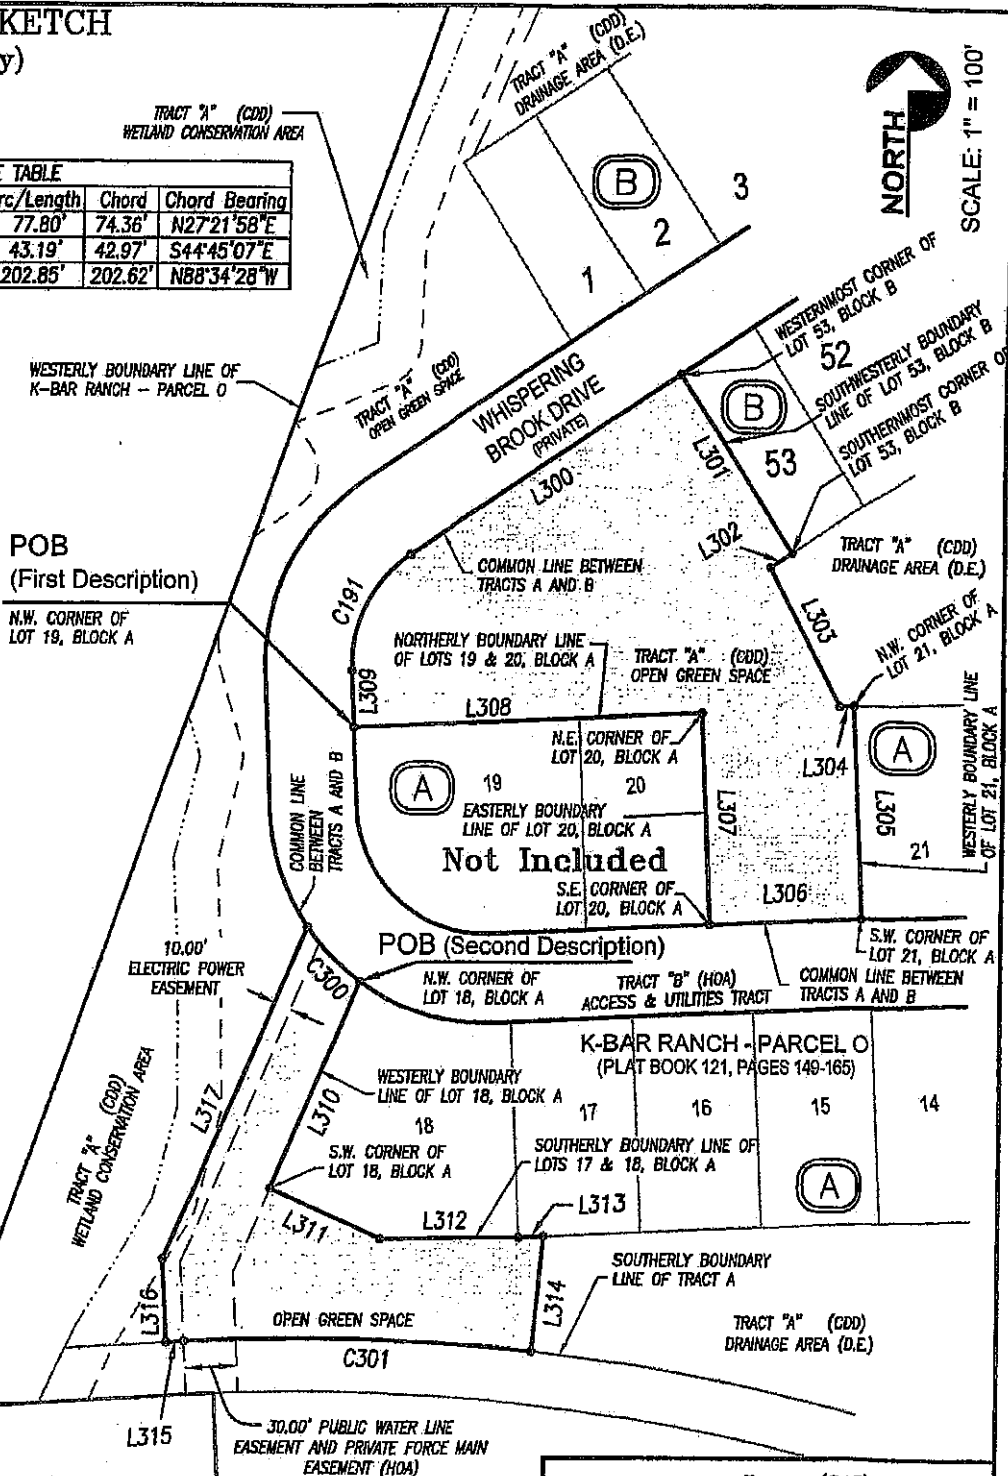 KETCH
y)
TRACT "A" (CDD)
WETLAND CONSERVATION AREA
E TABLE
rc/Length Chord Chord Bearing
77.80' 74.36' N27°21'58"E
43.19' 42.97' S44°45'07"E
202.85' 202.62' N88°34'28"W
TRACT "A" (CDD)
DRAINAGE AREA (D.E.)
B
3
2
1
NORTH
SCALE: 1" = 100'
WESTERLY BOUNDARY LINE OF
K-BAR RANCH - PARCEL O
TRACT "A" (CDD)
OPEN GREEN SPACE
WHISPERING
BROOK DRIVE
(PRIVATE)
WESTERNMOST CORNER OF
LOT 53, BLOCK B
52
SOUTHWESTERLY BOUNDARY
LINE OF LOT 53, BLOCK B
SOUTHERNMOST CORNER OF
LOT 53, BLOCK B
B
53
L301
L300
L302
POB
(First Description)
N.W. CORNER OF
LOT 19, BLOCK A
COMMON LINE BETWEEN
TRACTS A AND B
TRACT "A" (CDD)
DRAINAGE AREA (D.E.)
C191
L303
N.W. CORNER OF
LOT 21, BLOCK A
NORTHERLY BOUNDARY LINE
OF LOTS 19 & 20, BLOCK A
TRACT "A" (CDD)
OPEN GREEN SPACE
L309
L308
N.E. CORNER OF
LOT 20, BLOCK A
L304
A
WESTERLY BOUNDARY LINE
OF LOT 21, BLOCK A
A
19
20
EASTERLY BOUNDARY
LINE OF LOT 20, BLOCK A
L307
L305
21
COMMON LINE
BETWEEN
TRACTS A AND B
Not Included
S.E. CORNER OF
LOT 20, BLOCK A
L306
S.W. CORNER OF
LOT 21, BLOCK A
10.00'
ELECTRIC POWER
EASEMENT
C300
POB (Second Description)
N.W. CORNER OF
LOT 18, BLOCK A
TRACT "B" (HOA)
ACCESS & UTILITIES TRACT
COMMON LINE BETWEEN
TRACTS A AND B
K-BAR RANCH - PARCEL O
(PLAT BOOK 121, PAGES 149-165)
WESTERLY BOUNDARY
LINE OF LOT 18, BLOCK A
18
17
16
15
14
TRACT "A" (CDD)
WETLAND CONSERVATION AREA
L317
L310
S.W. CORNER OF
LOT 18, BLOCK A
SOUTHERLY BOUNDARY LINE OF
LOTS 17 & 18, BLOCK A
A
L311
L312
L313
L316
L314
SOUTHERLY BOUNDARY
LINE OF TRACT A
OPEN GREEN SPACE
TRACT "A" (CDD)
DRAINAGE AREA (D.E.)
C301
L315
30.00' PUBLIC WATER LINE
EASEMENT AND PRIVATE FORCE MAIN
EASEMENT (HOA)